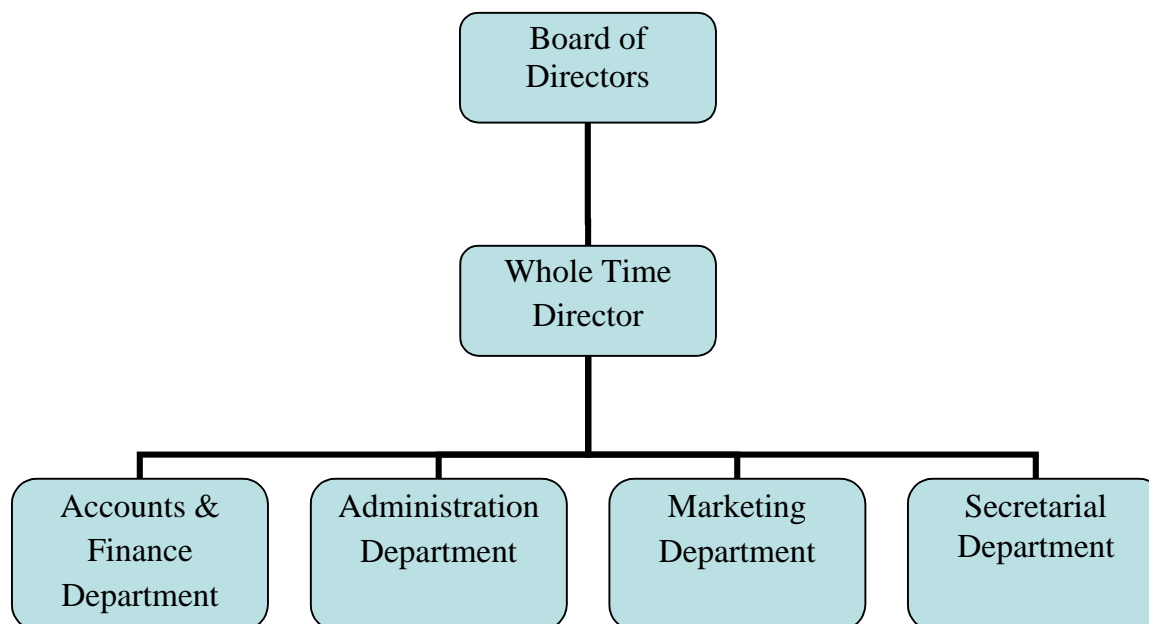 Board of
Directors
Whole Time
Director
Accounts &
Finance
Department
Administration
Department
Marketing
Department
Secretarial
Department